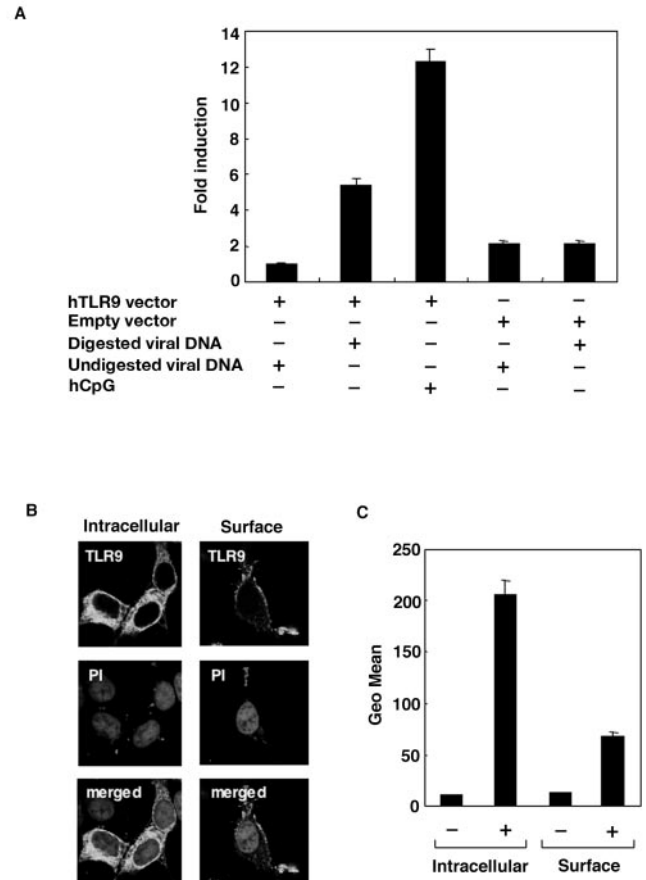 A
14
12
10
8
6
4
2
0
Fold induction
hTLR9 vector + + + − −
Empty vector − − − + +
Digested viral DNA − + − − +
Undigested viral DNA + − − + −
hCpG − − + − −
B
Intracellular Surface
TLR9 TLR9
PI PI
merged merged
C
250
200
150
100
50
0
Geo Mean
− + − +
Intracellular Surface